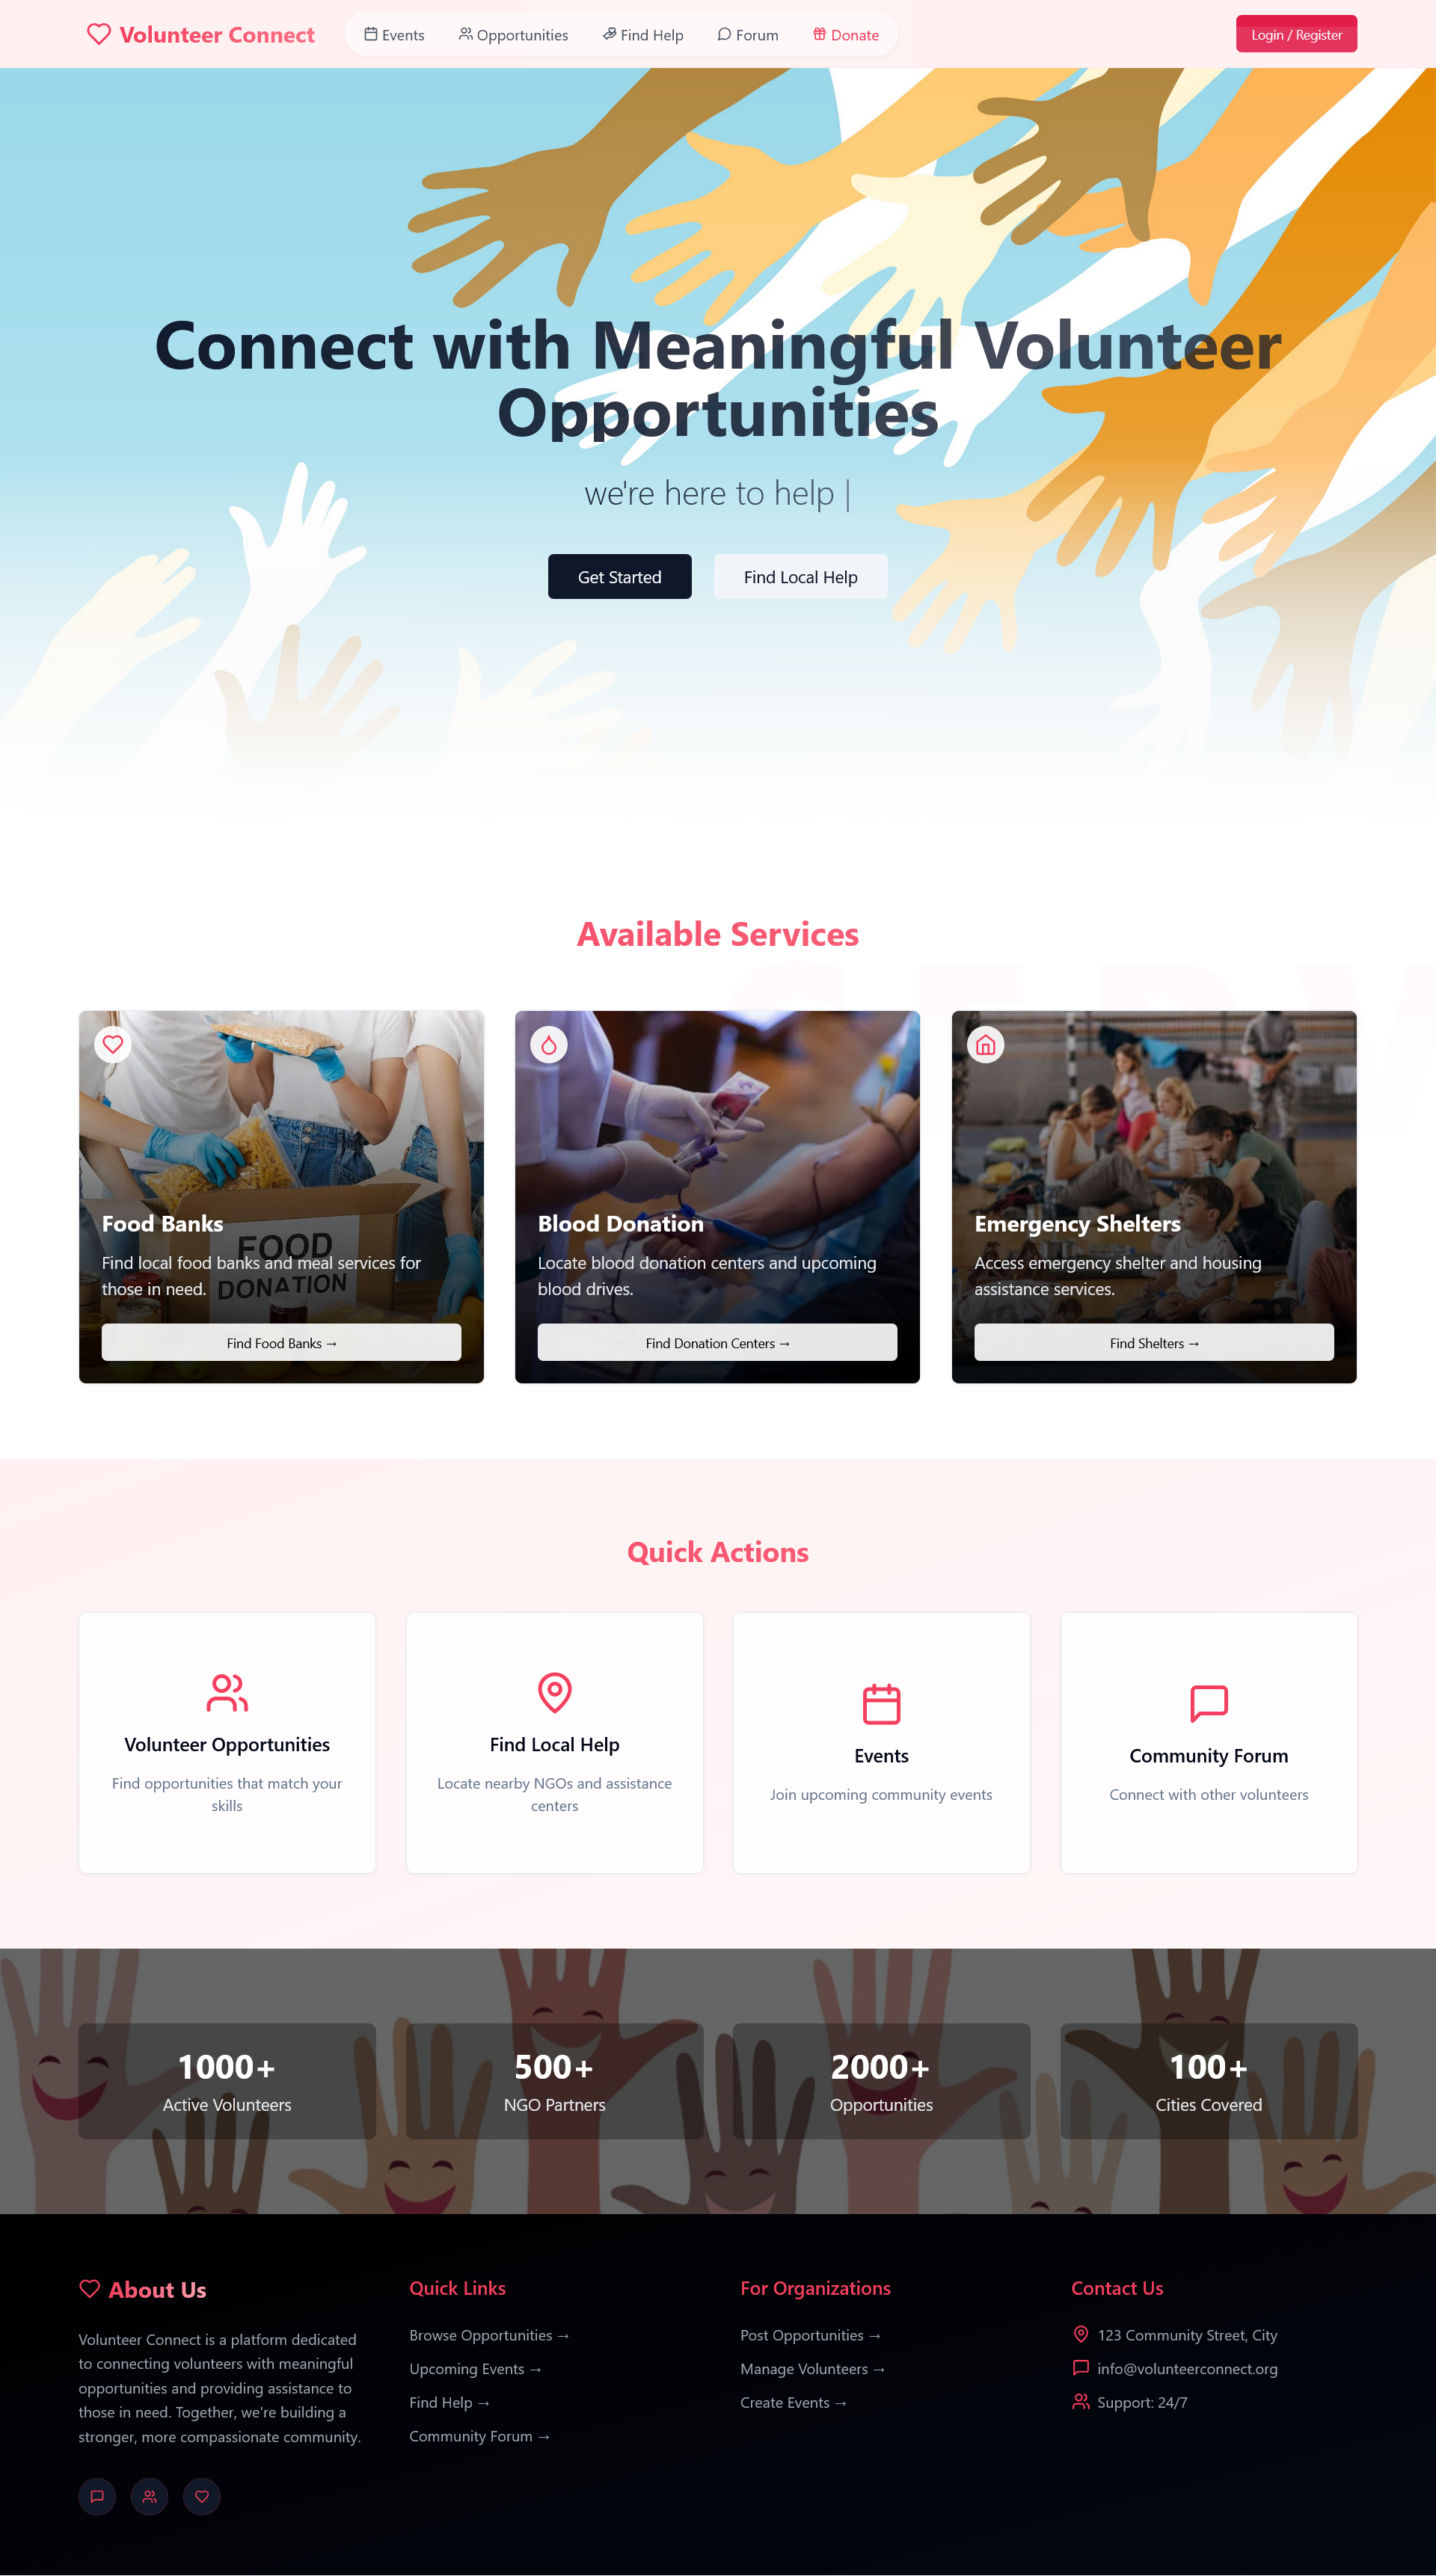 Volunteer Connect
Events
Opportunities
Find Help
Forum
Donate
Login / Register
Connect with Meaningful Volunteer
Opportunities
we're here to help |
Get Started
Find Local Help
Available Services
SERV
FOOD
DONATION
Food Banks
Find local food banks and meal services for
those in need.
Find Food Banks →
Blood Donation
Locate blood donation centers and upcoming
blood drives.
Find Donation Centers →
Emergency Shelters
Access emergency shelter and housing
assistance services.
Find Shelters →
Quick Actions
Volunteer Opportunities
Find opportunities that match your
skills
Find Local Help
Locate nearby NGOs and assistance
centers
Events
Join upcoming community events
Community Forum
Connect with other volunteers
1000+
Active Volunteers
500+
NGO Partners
2000+
Opportunities
100+
Cities Covered
About Us
Volunteer Connect is a platform dedicated
to connecting volunteers with meaningful
opportunities and providing assistance to
those in need. Together, we're building a
stronger, more compassionate community.
Quick Links
Browse Opportunities →
Upcoming Events →
Find Help →
Community Forum →
For Organizations
Post Opportunities →
Manage Volunteers →
Create Events →
Contact Us
123 Community Street, City
info@volunteerconnect.org
Support: 24/7